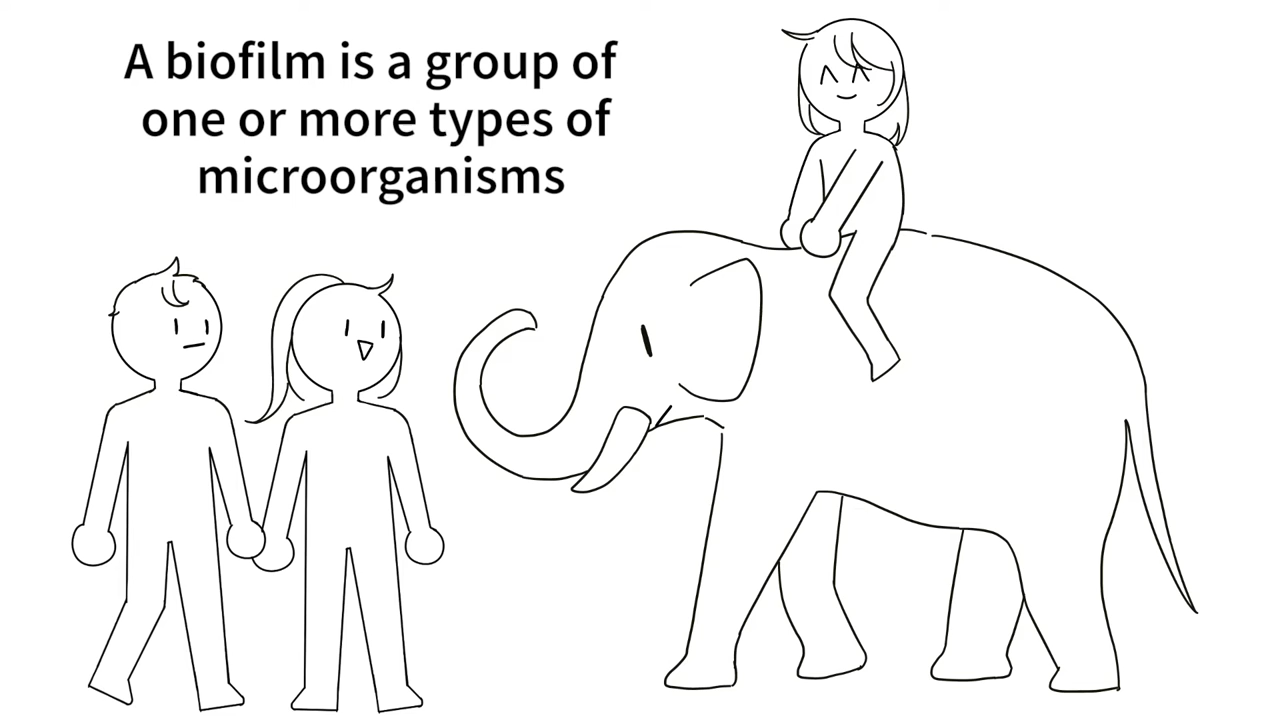 A biofilm is a group of
one or more types of
microorganisms